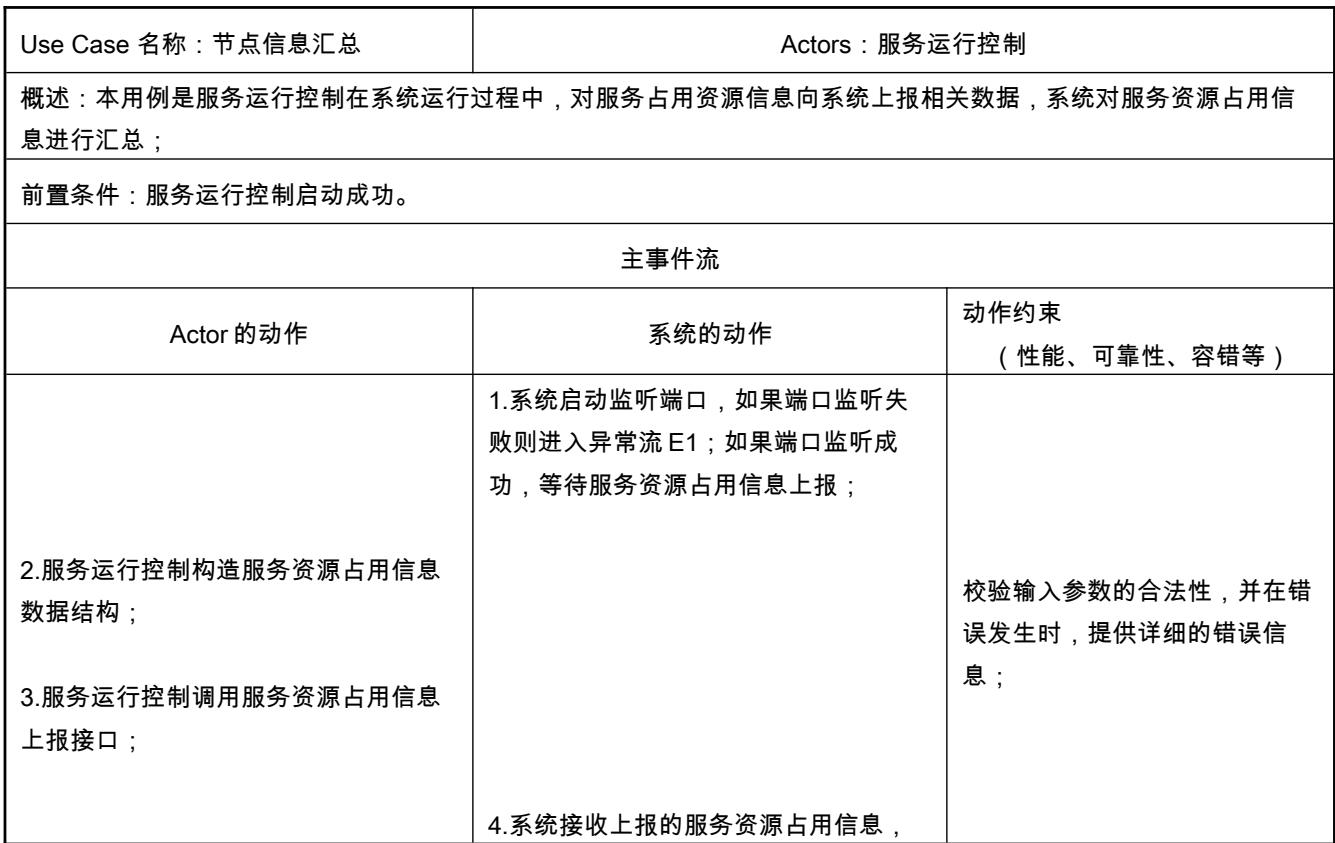 Use Case 名称：节点信息汇总
Actors：服务运行控制
概述：本用例是服务运行控制在系统运行过程中，对服务占用资源信息向系统上报相关数据，系统对服务资源占用信
息进行汇总；
前置条件：服务运行控制启动成功。
主事件流
Actor 的动作
系统的动作
动作约束
（性能、可靠性、容错等）
1.系统启动监听端口，如果端口监听失
败则进入异常流 E1；如果端口监听成
功，等待服务资源占用信息上报；
2.服务运行控制构造服务资源占用信息
数据结构；
3.服务运行控制调用服务资源占用信息
上报接口；
4.系统接收上报的服务资源占用信息，
校验输入参数的合法性，并在错
误发生时，提供详细的错误信
息；